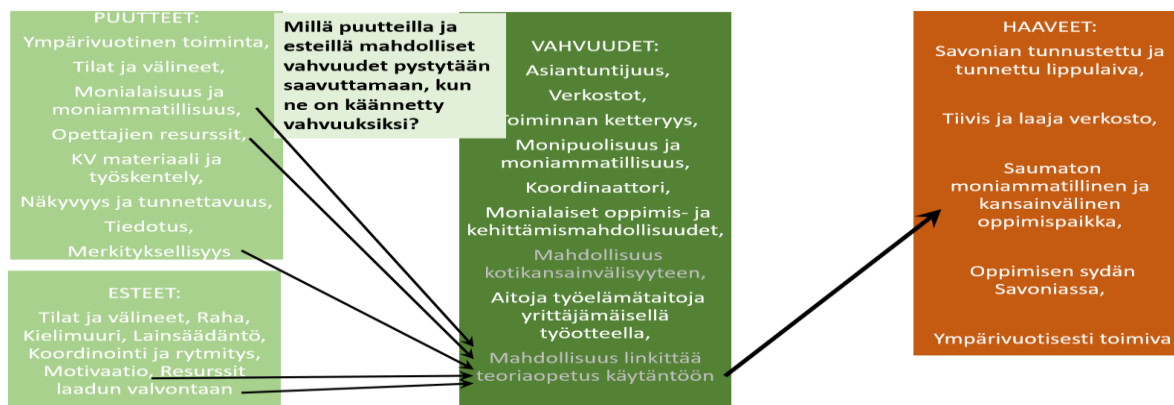 PUUTTEET:
Ympärivuotinen toiminta,
Tilat ja välineet,
Monialaisuus ja
moniammatillisuus,
Opettajien resurssit,
KV materiaali ja
työskentely,
Näkyvyys ja tunnettavuus,
Tiedotus,
Merkityksellisyys
ESTEET:
Tilat ja välineet, Raha,
Kielimuuri, Lainsäädäntö,
Koordinointi ja rytmitys,
Motivaatio, Resurssit
laadun valvontaan
Millä puutteilla ja
esteillä mahdolliset
vahvuudet pystytään
saavuttamaan, kun
ne on käännetty
vahvuuksiksi?
VAHVUUDET:
Asiantuntijuus,
Verkostot,
Toiminnan ketteryys,
Monipuolisuus ja
moniammatillisuus,
Koordinaattori,
Monialaiset oppimis- ja
kehittämismahdollisuudet,
Mahdollisuus
kotikansainvälisyyteen,
Aitoja työelämätaitoja
yrittäjämäisellä
työotteella,
Mahdollisuus linkittää
teoriaopetus käytäntöön
HAAVEET:
Savonian tunnustettu ja
tunnettu lippulaiva,
Tiivis ja laaja verkosto,
Saumaton
moniammatillinen ja
kansainvälinen
oppimispaikka,
Oppimisen sydän
Savoniassa,
Ympärivuotisesti toimiva